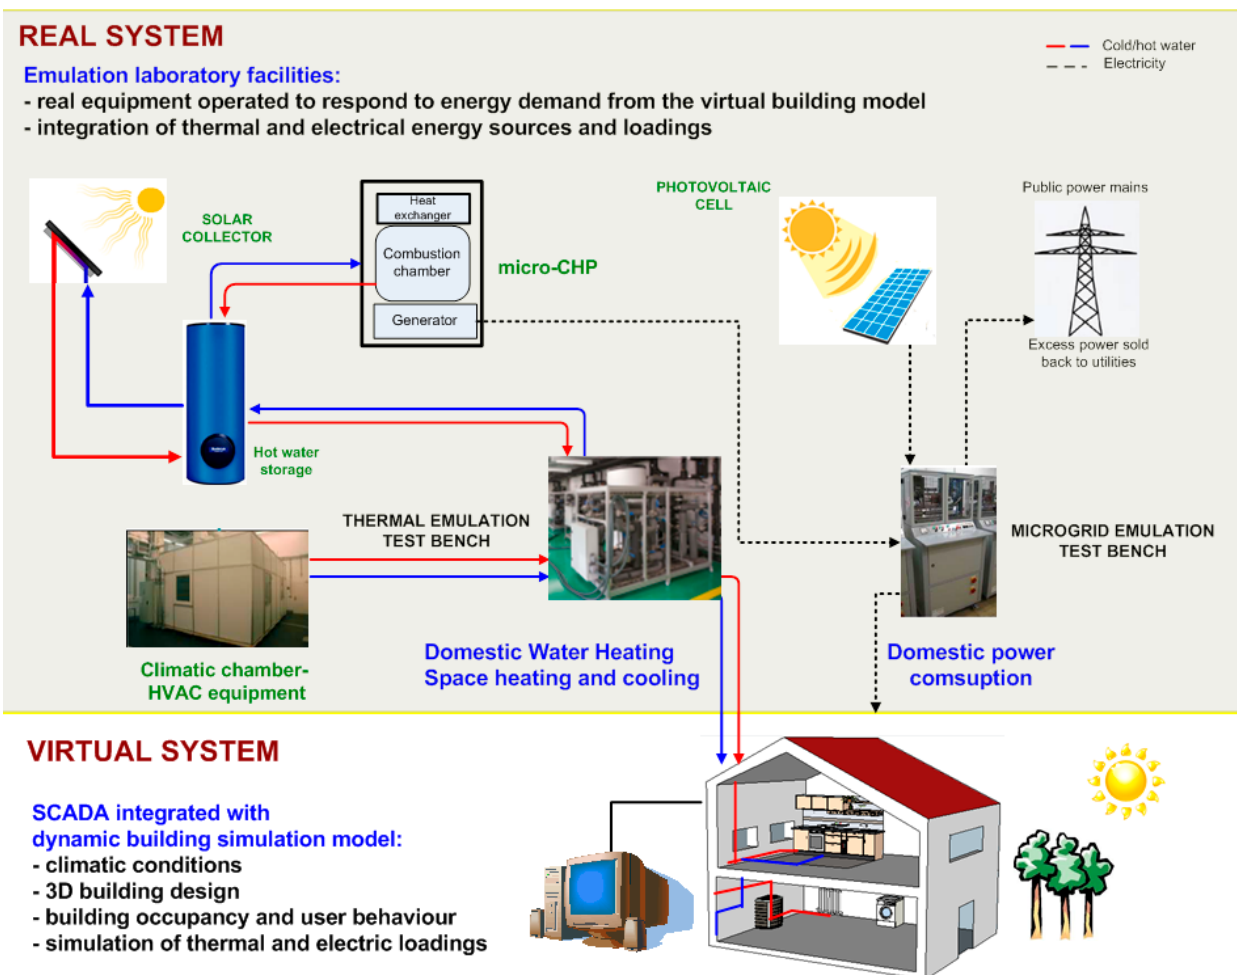 REAL SYSTEM
Cold/hot water
Electricity
Emulation laboratory facilities:
- real equipment operated to respond to energy demand from the virtual building model
- integration of thermal and electrical energy sources and loadings
SOLAR
COLLECTOR
Heat
exchanger
Combustion
chamber
Generator
micro-CHP
PHOTOVOLTAIC
CELL
Public power mains
Excess power sold
back to utilities
Hot water
storage
THERMAL EMULATION
TEST BENCH
MICROGRID EMULATION
TEST BENCH
Climatic chamber-
HVAC equipment
Domestic Water Heating
Space heating and cooling
Domestic power
comsuption
VIRTUAL SYSTEM
SCADA integrated with
dynamic building simulation model:
- climatic conditions
- 3D building design
- building occupancy and user behaviour
- simulation of thermal and electric loadings